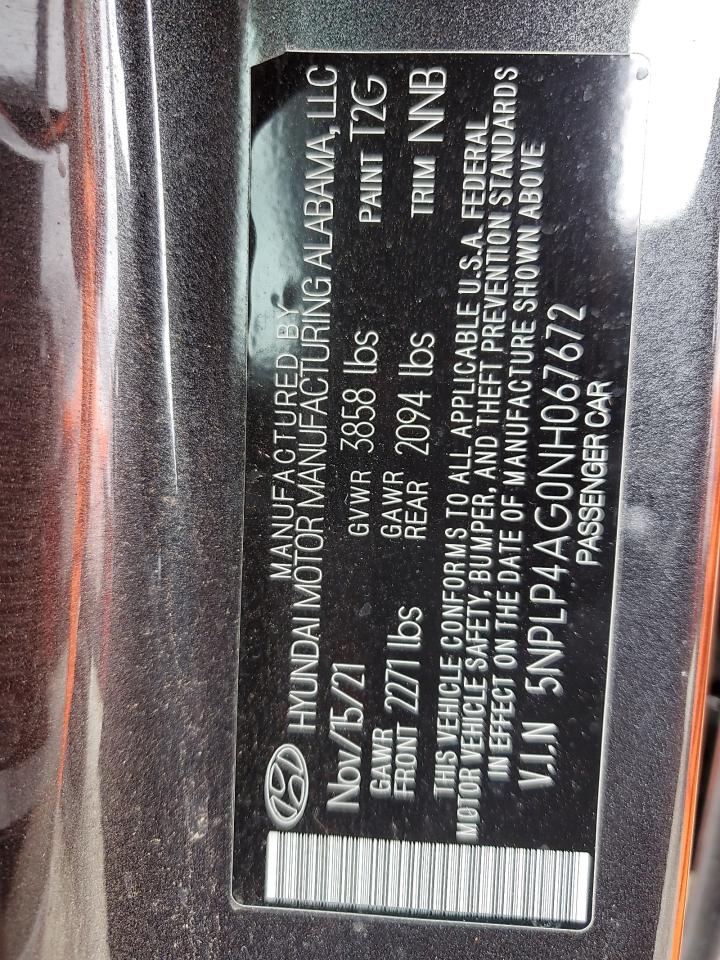 MANUFACTURED BY
HYUNDAI MOTOR MANUFACTURING ALABAMA, LLC
Nov/15/21 GVWR 3858 lbs PAINT T2G
GAWR FRONT 2271 lbs GAWR REAR 2094 lbs TRIM NNB
THIS VEHICLE CONFORMS TO ALL APPLICABLE U.S.A. FEDERAL
MOTOR VEHICLE SAFETY, BUMPER, AND THEFT PREVENTION STANDARDS
IN EFFECT ON THE DATE OF MANUFACTURE SHOWN ABOVE
V.I.N 5NPLP4AG0NH067672
PASSENGER CAR